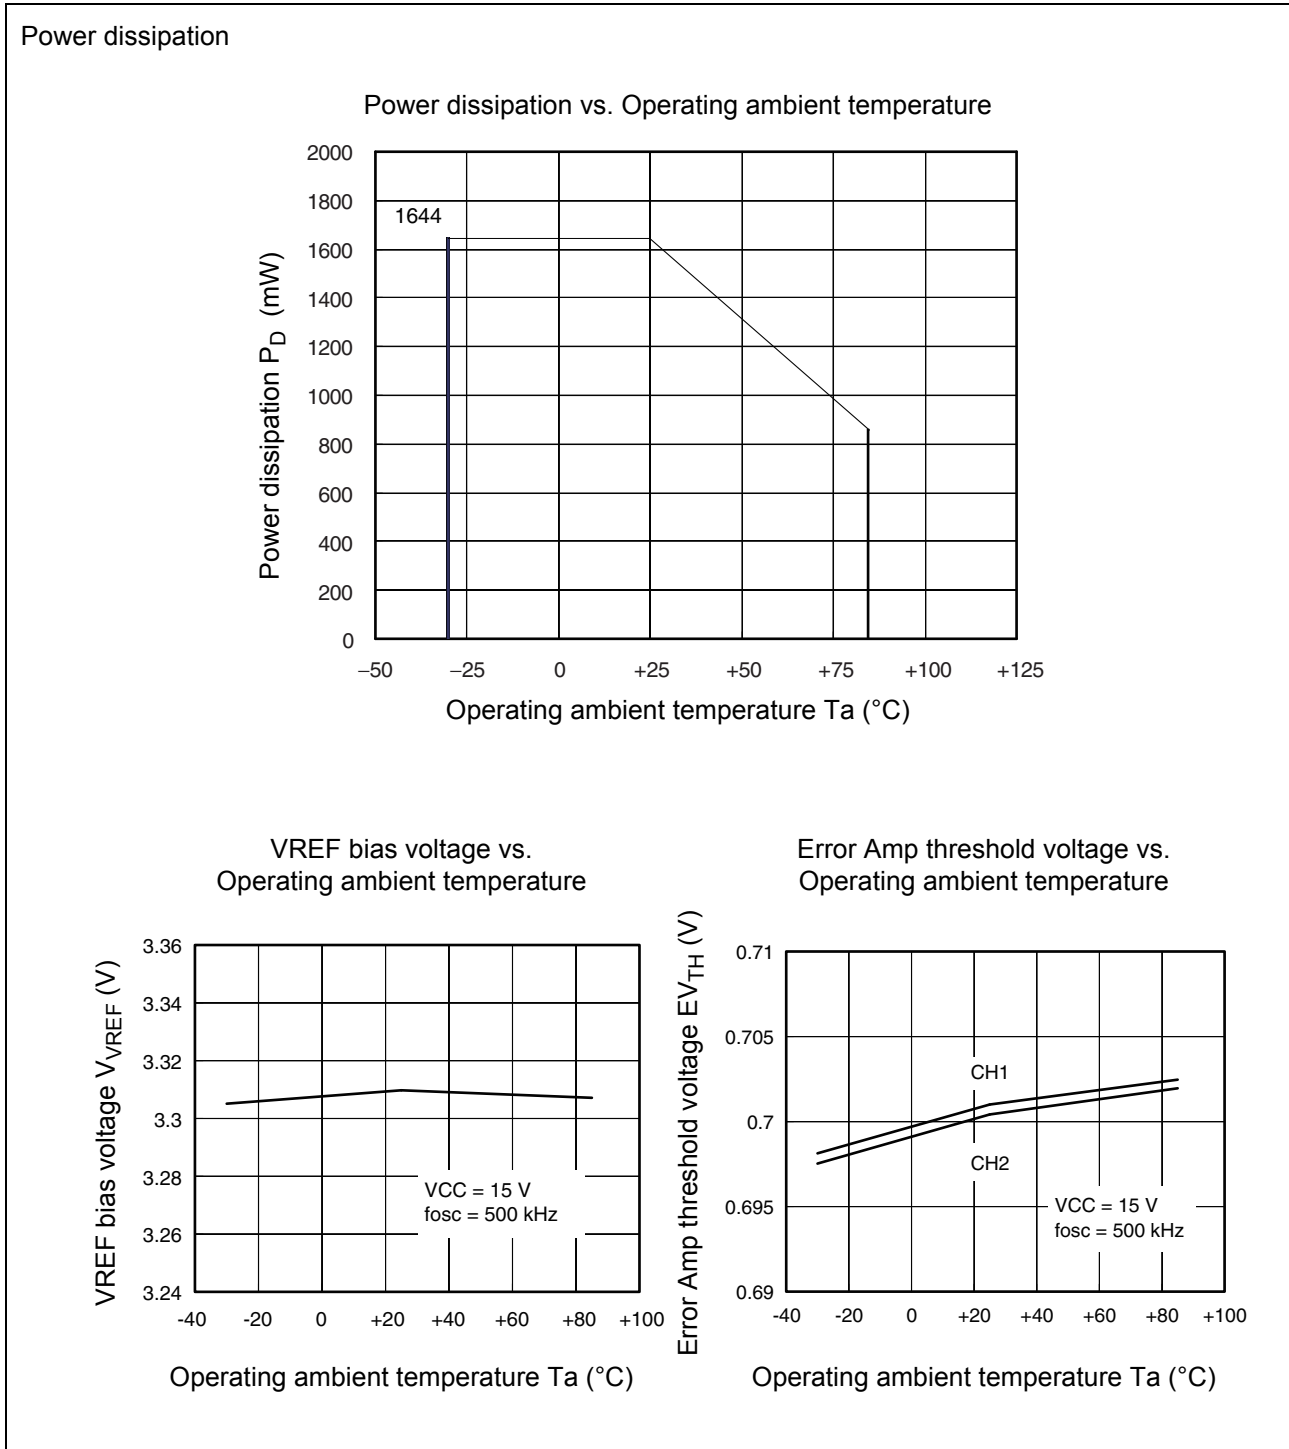 Power dissipation
Power dissipation vs. Operating ambient temperature
2000
1800
1644
1600
1400
1200
1000
800
600
400
200
0
Power dissipation PD (mW)
−50 −25 0 +25 +50 +75 +100 +125
Operating ambient temperature Ta (°C)
VREF bias voltage vs.
Operating ambient temperature
VREF bias voltage VVREF (V)
3.36
3.34
3.32
3.3
3.28
3.26
3.24
VCC = 15 V
fosc = 500 kHz
-40 -20 0 +20 +40 +60 +80 +100
Operating ambient temperature Ta (°C)
Error Amp threshold voltage vs.
Operating ambient temperature
Error Amp threshold voltage EVTH (V)
0.71
0.705
0.7
0.695
0.69
CH1
CH2
VCC = 15 V
fosc = 500 kHz
-40 -20 0 +20 +40 +60 +80 +100
Operating ambient temperature Ta (°C)